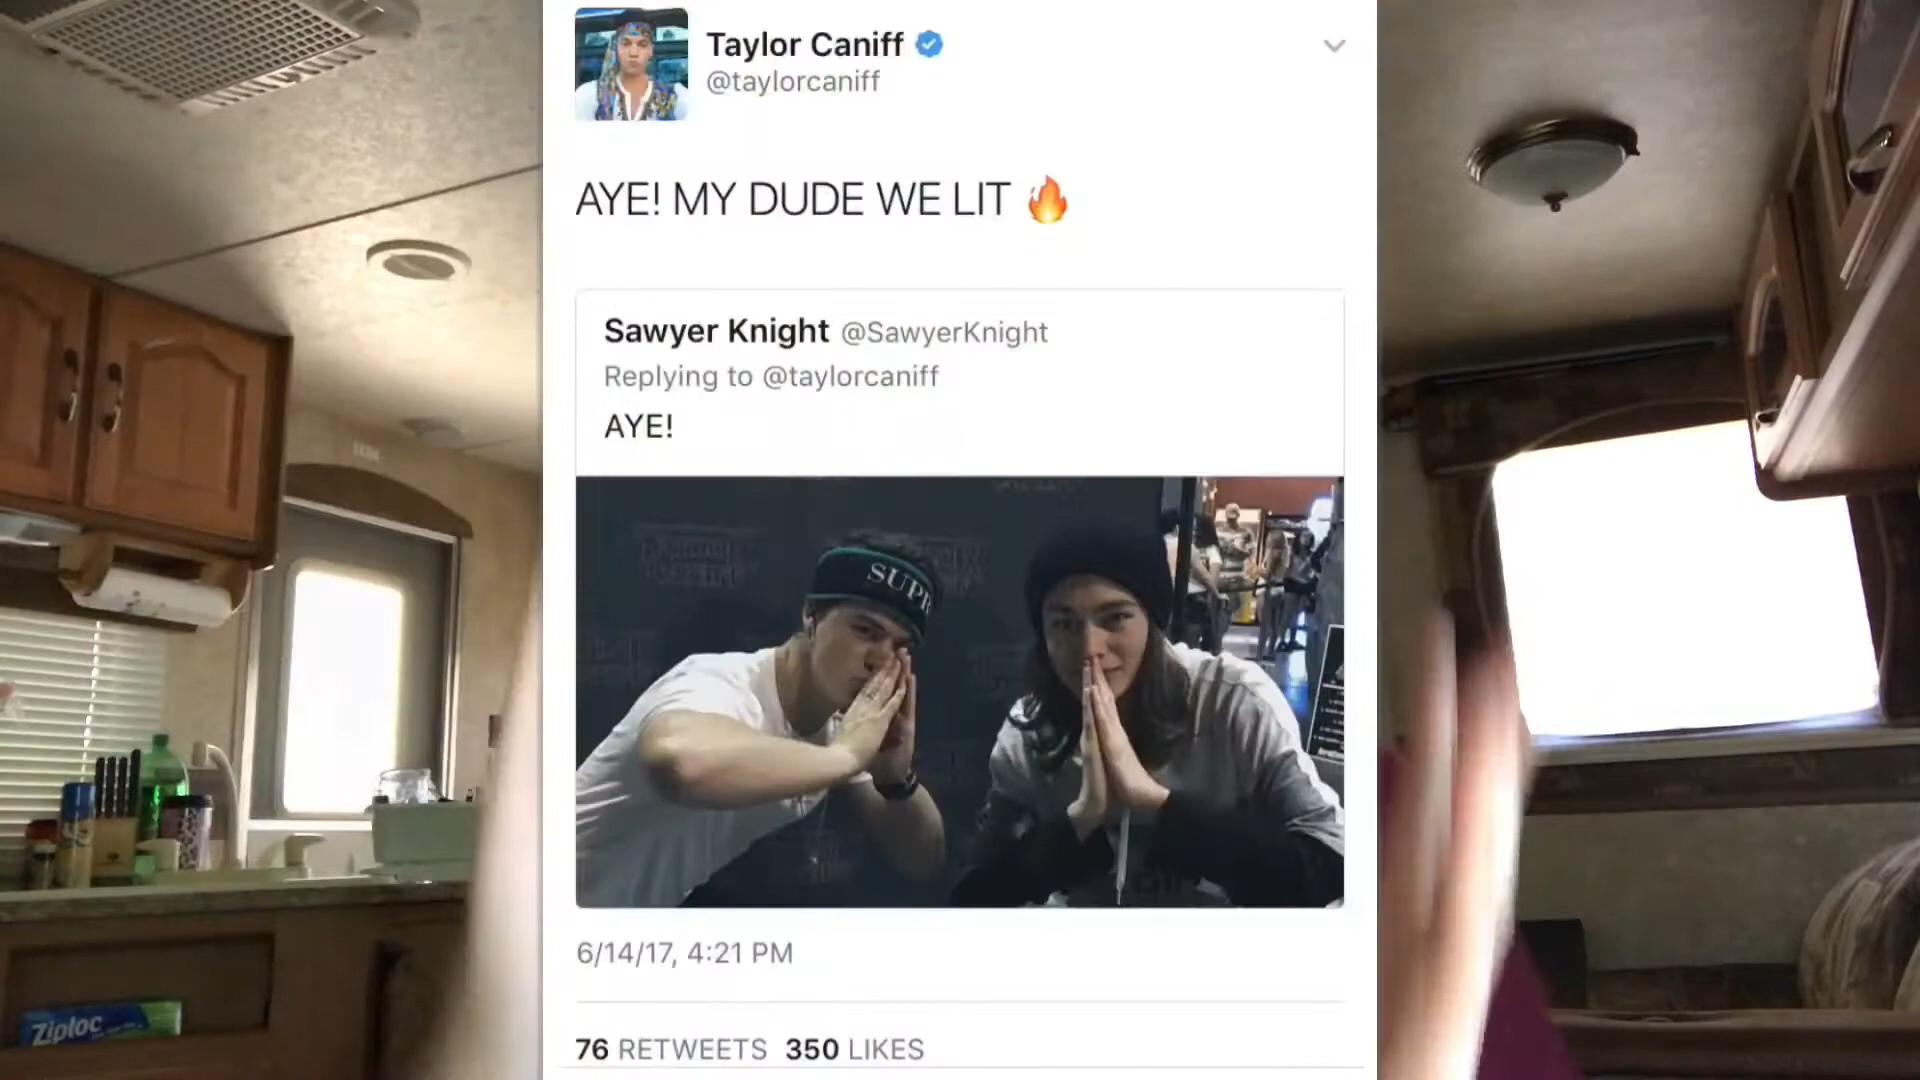 Taylor Caniff
@taylorcaniff
AYE! MY DUDE WE LIT 🔥
Sawyer Knight @SawyerKnight
Replying to @taylorcaniff
AYE!
SUPR
6/14/17, 4:21 PM
76 RETWEETS 350 LIKES
Ziploc